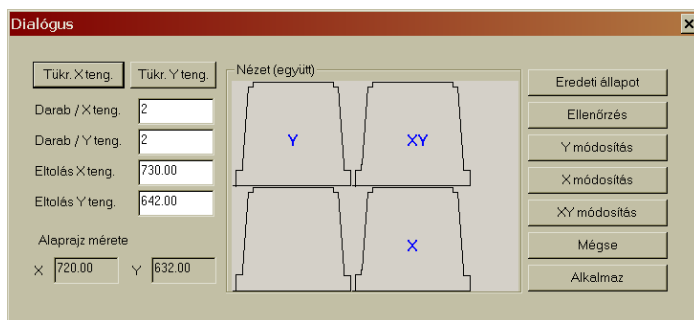 Dialógus
Tükr. X teng.
Tükr. Y teng.
Darab / X teng.
2
Darab / Y teng.
2
Eltolás X teng.
730.00
Eltolás Y teng.
642.00
Alaprajz mérete
X 720.00 Y 632.00
Nézet (együtt)
Y XY
X
Eredeti állapot
Ellenőrzés
Y módosítás
X módosítás
XY módosítás
Mégse
Alkalmaz